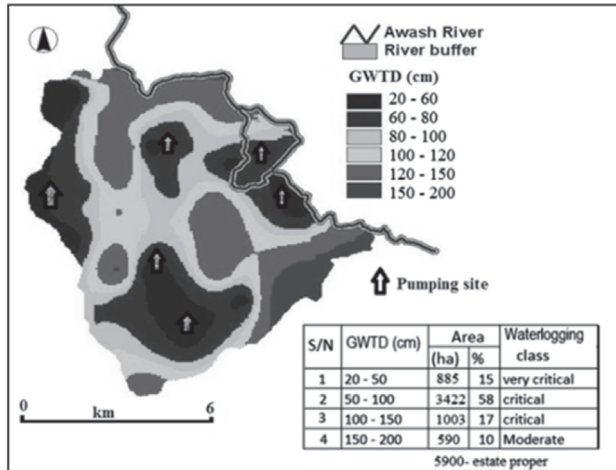 Awash River
River buffer
GWTD (cm)
20 - 60
60 - 80
80 - 100
100 - 120
120 - 150
150 - 200
Pumping site
0 6
km
S/N GWTD (cm) Area Waterlogging
(ha) % class
1 20 - 50 885 15 very critical
2 50 - 100 3422 58 critical
3 100 - 150 1003 17 critical
4 150 - 200 590 10 Moderate
5900- estate proper